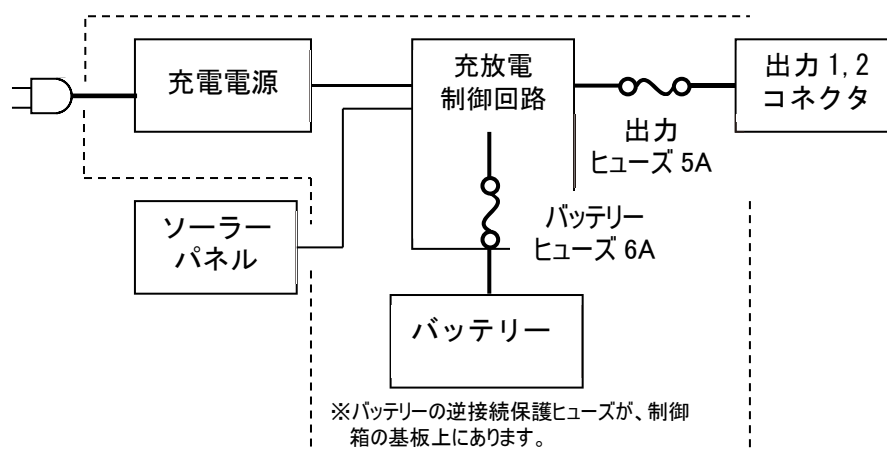 充電電源
充放電
制御回路
出力 1,2
コネクタ
出力
ヒューズ 5A
ソーラー
パネル
バッテリー
ヒューズ 6A
バッテリー
※バッテリーの逆接続保護ヒューズが、制御
箱の基板上にあります。